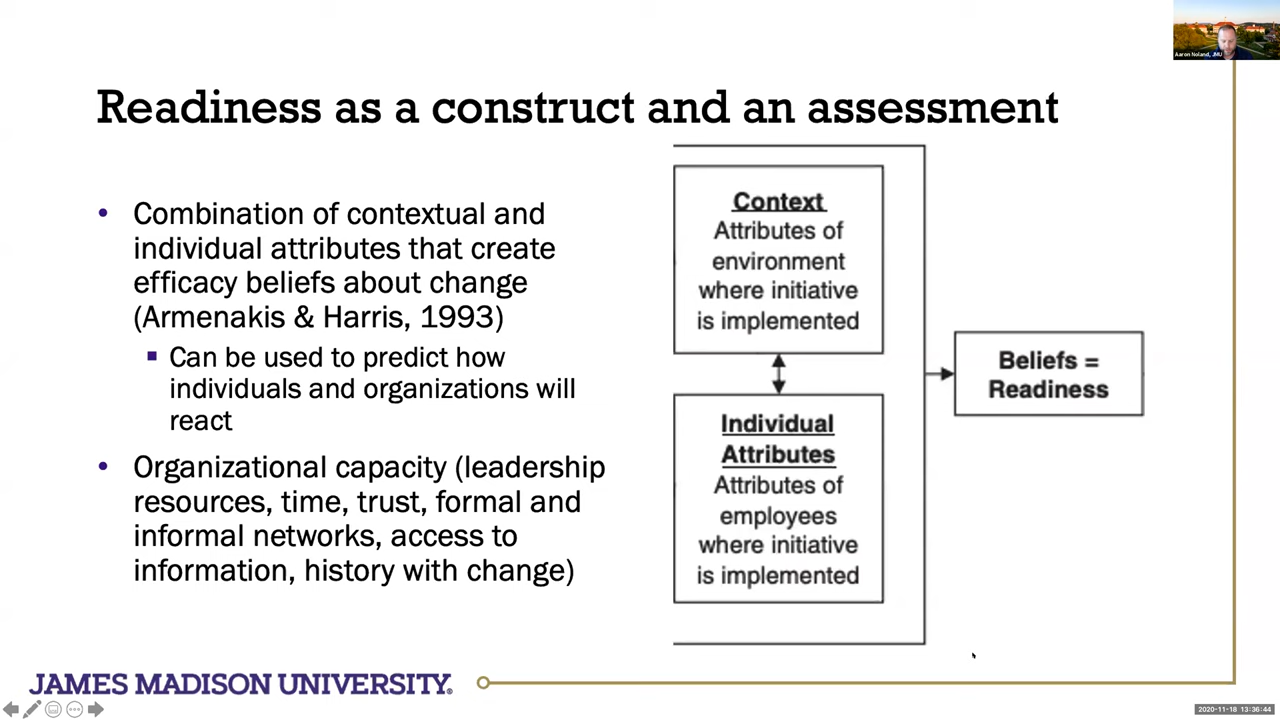 Aaron Noland, JMU
Readiness as a construct and an assessment
• Combination of contextual and
individual attributes that create
efficacy beliefs about change
(Armenakis & Harris, 1993)
▪ Can be used to predict how
individuals and organizations will
react
• Organizational capacity (leadership
resources, time, trust, formal and
informal networks, access to
information, history with change)
Context
Attributes of
environment
where initiative
is implemented
Individual
Attributes
Attributes of
employees
where initiative
is implemented
Beliefs =
Readiness
JAMES MADISON UNIVERSITY®
2020-11-18 13:36:44